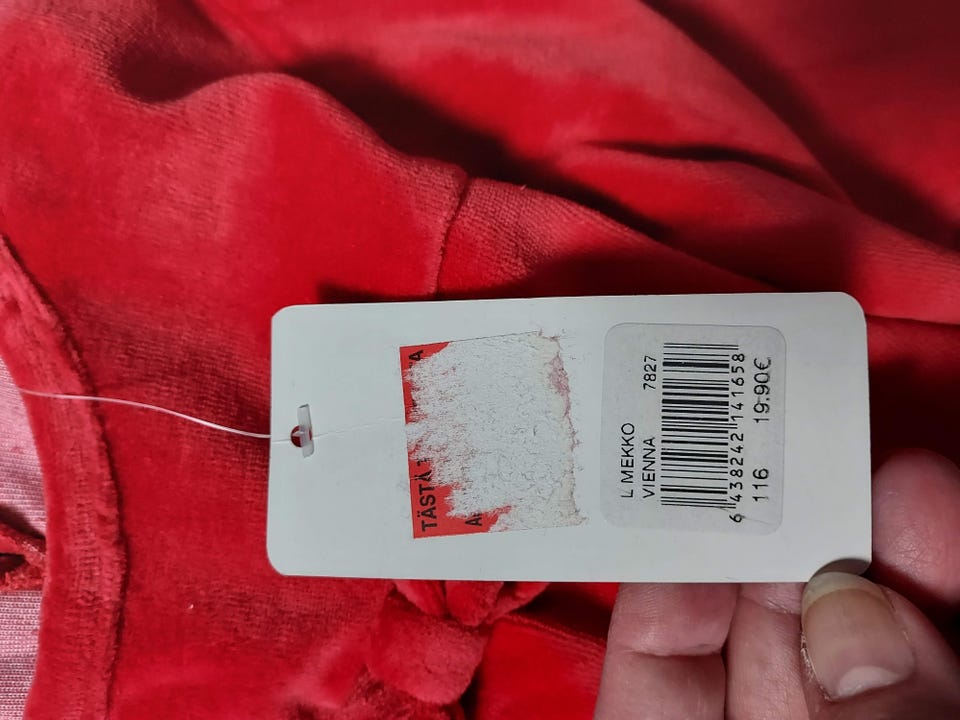 TÄSTÄ
L MEKKO
VIENNA 7827
6 438242 141658
116 19.90€